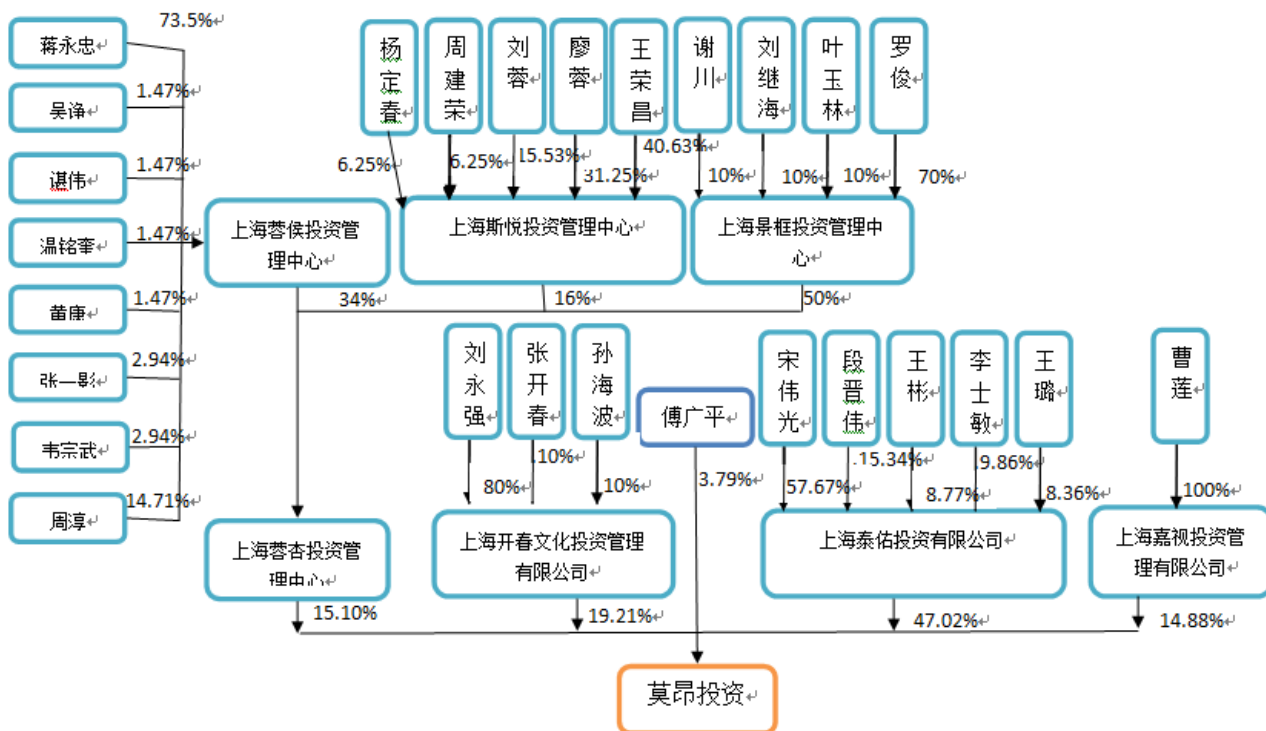 73.5%
蒋永忠
1.47%
吴诤
1.47%
谌伟
1.47%
温铭奎
1.47%
苗康
2.94%
张一影
2.94%
韦宗武
14.71%
周淳
杨定春
周建荣
刘蓉
廖蓉
王荣昌
谢川
刘继海
叶玉林
罗俊
6.25%
6.25%
15.53%
31.25%
40.63%
10%
10%
10%
70%
上海蓉侯投资管
理中心
上海斯悦投资管理中心
上海景框投资管理中
心
34%
16%
50%
刘永强
张开春
孙海波
傅广平
宋伟光
段晋伟
王彬
李士敏
王璐
曹莲
80%
10%
10%
3.79%
57.67%
15.34%
8.77%
9.86%
8.36%
100%
上海蓉杏投资管
理中心
上海开春文化投资管理
有限公司
上海泰佑投资有限公司
上海嘉视投资管
理有限公司
15.10%
19.21%
47.02%
14.88%
莫昂投资